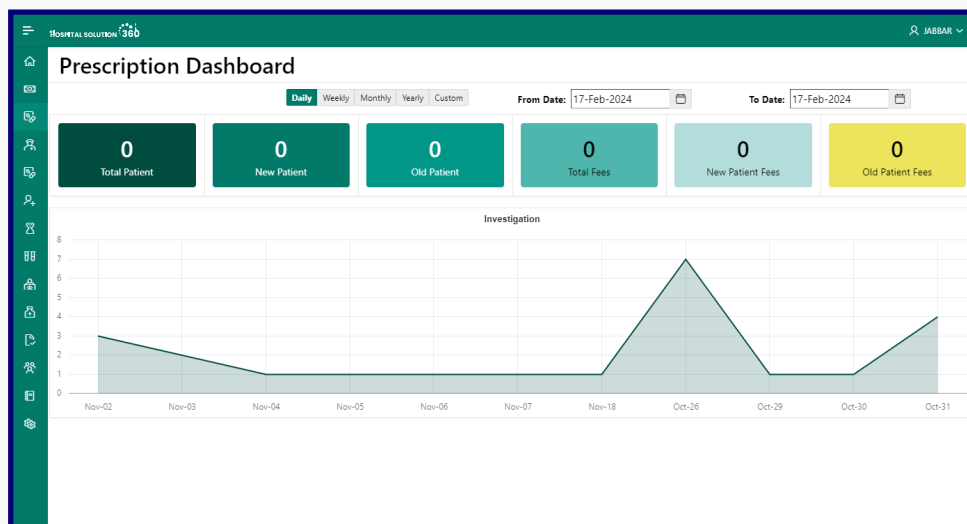 HOSPITAL SOLUTION 360
JABBAR
Prescription Dashboard
Daily Weekly Monthly Yearly Custom From Date: 17-Feb-2024 To Date: 17-Feb-2024
0 0 0 0 0 0
Total Patient New Patient Old Patient Total Fees New Patient Fees Old Patient Fees
Investigation
8
7
6
5
4
3
2
1
0
Nov-02 Nov-03 Nov-04 Nov-05 Nov-06 Nov-07 Nov-18 Oct-26 Oct-29 Oct-30 Oct-31